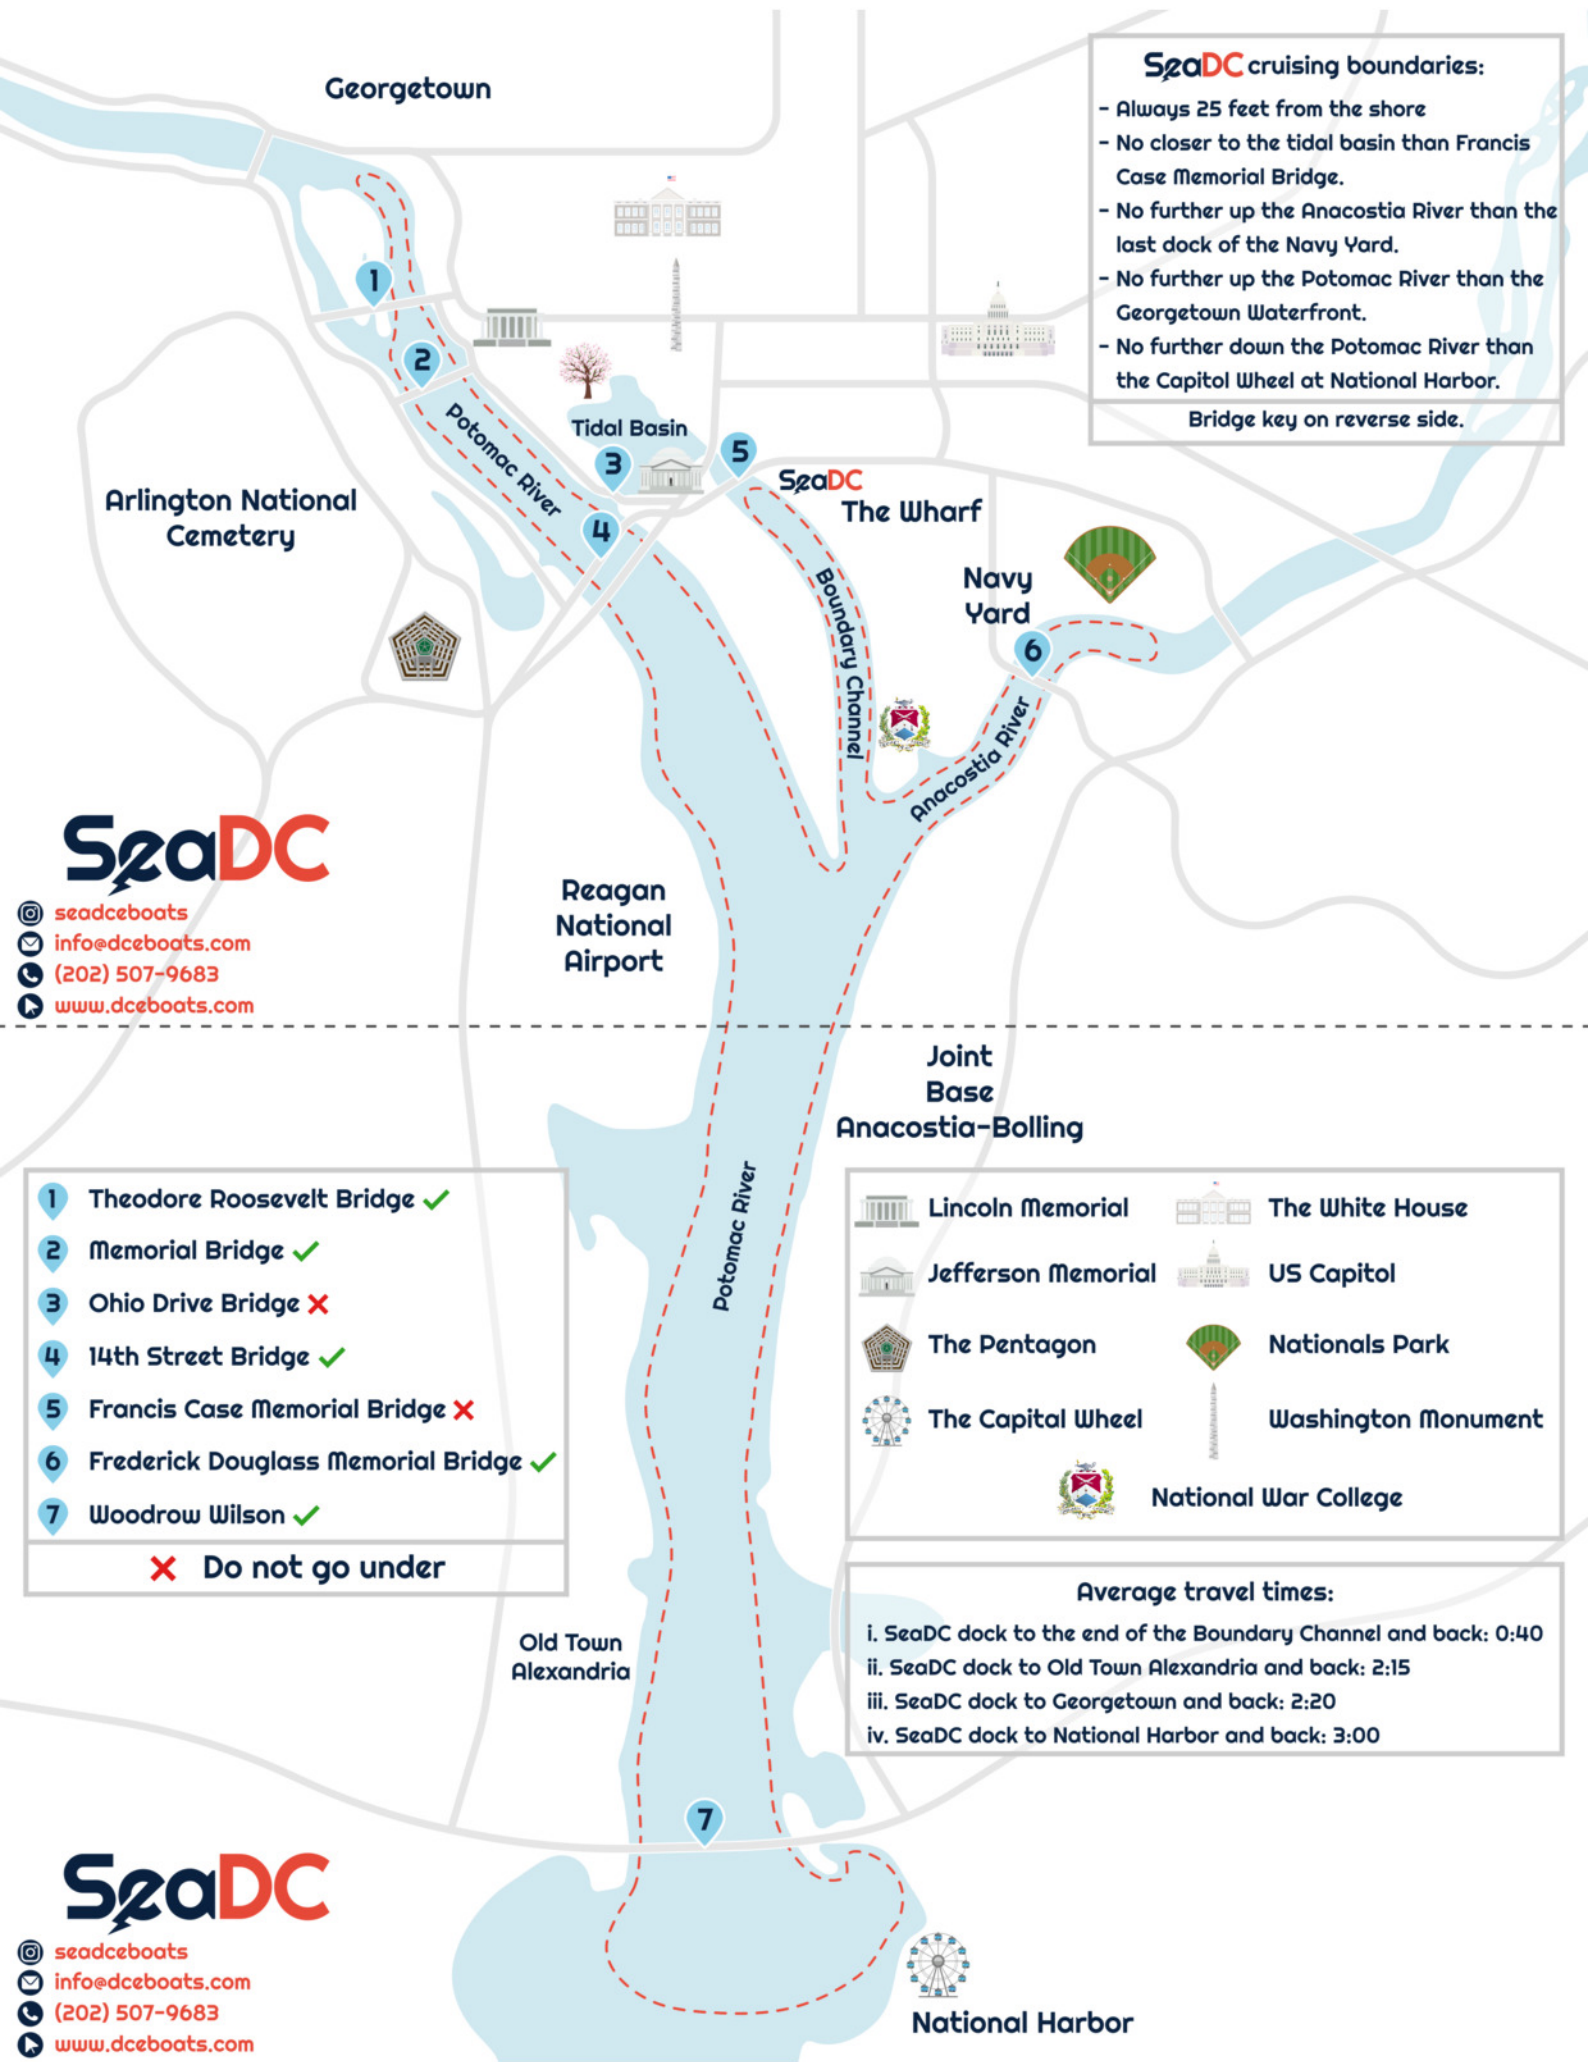 Georgetown
SeaDC cruising boundaries:
- Always 25 feet from the shore
- No closer to the tidal basin than Francis
Case Memorial Bridge.
- No further up the Anacostia River than the
last dock of the Navy Yard.
- No further up the Potomac River than the
Georgetown Waterfront.
- No further down the Potomac River than
the Capitol Wheel at National Harbor.
Bridge key on reverse side.
1
2
Potomac River
Tidal Basin
3
4
5
SeaDC
The Wharf
Arlington National
Cemetery
Boundary Channel
Navy
Yard
6
Anacostia River
SeaDC
seadceboats
info@dceboats.com
(202) 507-9683
www.dceboats.com
Reagan
National
Airport
Joint
Base
Anacostia-Bolling
Potomac River
1 Theodore Roosevelt Bridge
2 Memorial Bridge
3 Ohio Drive Bridge
4 14th Street Bridge
5 Francis Case Memorial Bridge
6 Frederick Douglass Memorial Bridge
7 Woodrow Wilson
Do not go under
Lincoln Memorial The White House
Jefferson Memorial US Capitol
The Pentagon Nationals Park
The Capital Wheel Washington Monument
National War College
Average travel times:
i. SeaDC dock to the end of the Boundary Channel and back: 0:40
ii. SeaDC dock to Old Town Alexandria and back: 2:15
iii. SeaDC dock to Georgetown and back: 2:20
iv. SeaDC dock to National Harbor and back: 3:00
Old Town
Alexandria
7
SeaDC
seadceboats
info@dceboats.com
(202) 507-9683
www.dceboats.com
National Harbor